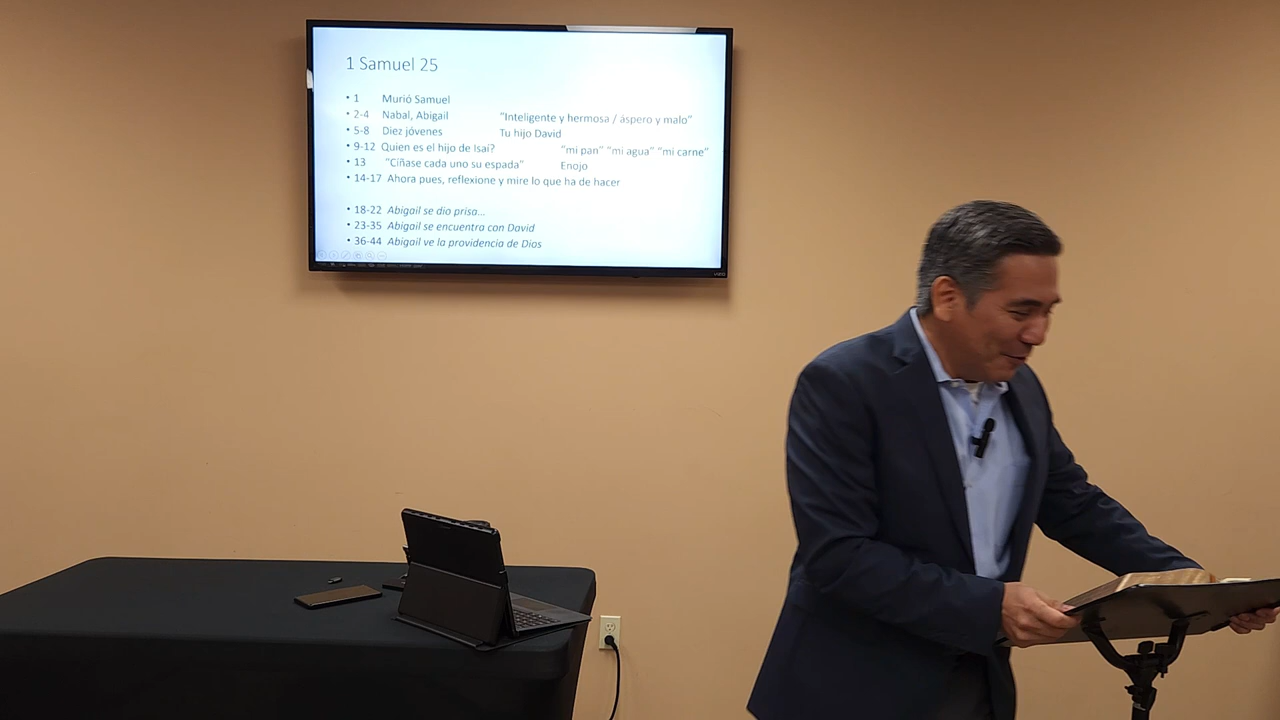 1 Samuel 25
• 1 Murió Samuel
• 2-4 Nabal, Abigail "Inteligente y hermosa / áspero y malo"
• 5-8 Diez jóvenes Tu hijo David
• 9-12 Quien es el hijo de Isaí? "mi pan" "mi agua" "mi carne"
• 13 "Cíñase cada uno su espada" Enojo
• 14-17 Ahora pues, reflexione y mire lo que ha de hacer
• 18-22 Abigail se dio prisa...
• 23-35 Abigail se encuentra con David
• 36-44 Abigail ve la providencia de Dios
VIZIO